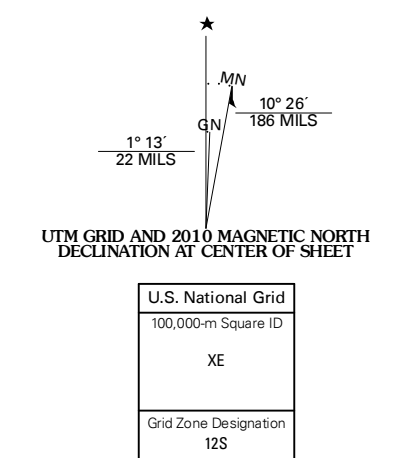 ★
MN
GN
10° 26´
186 MILS
1° 13´
22 MILS
UTM GRID AND 2010 MAGNETIC NORTH
DECLINATION AT CENTER OF SHEET
U.S. National Grid
100,000-m Square ID
XE
Grid Zone Designation
12S